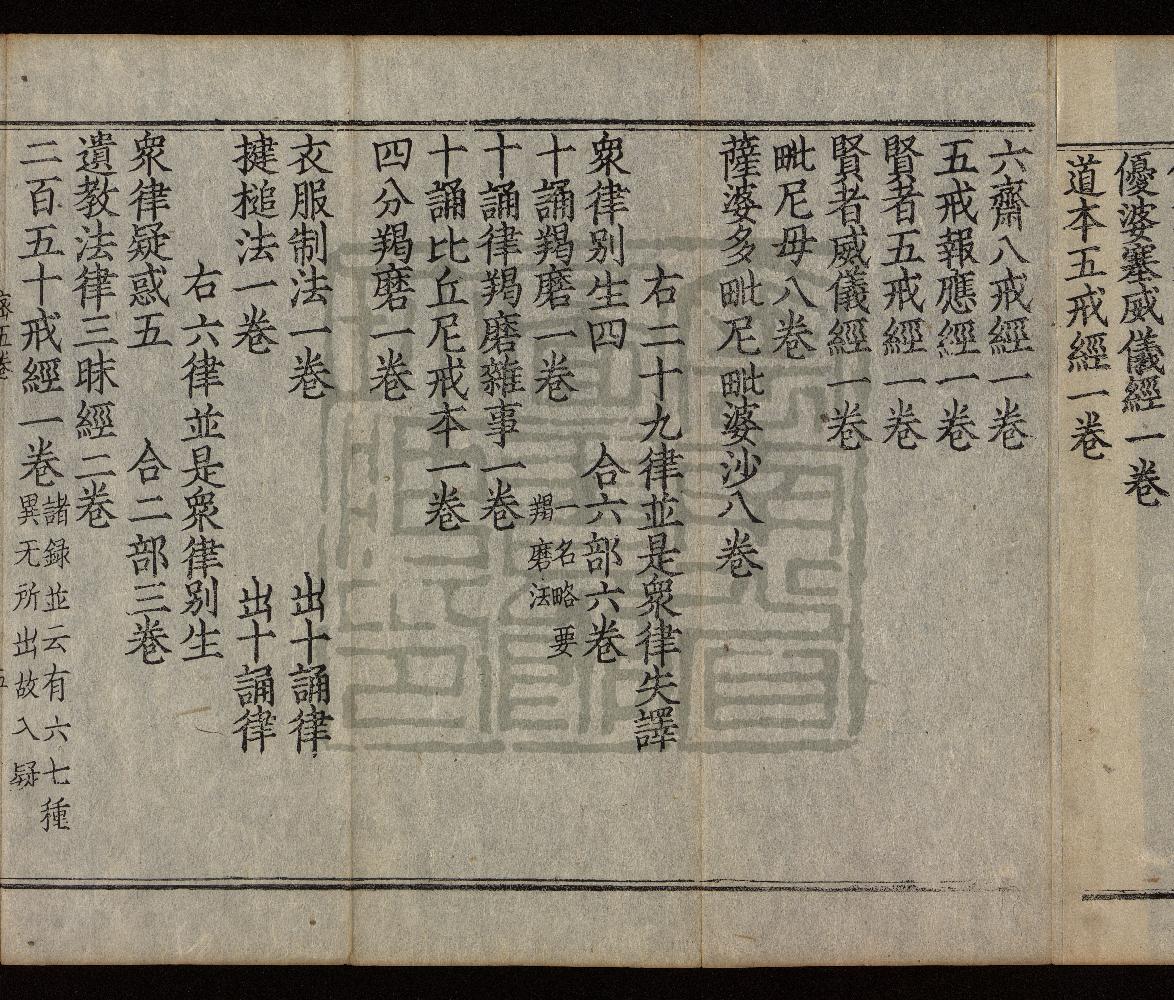 優婆塞威儀經一卷
道本五戒經一卷
六齋八戒經一卷
五戒報應經一卷
賢者五戒經一卷
賢者威儀經一卷
毗尼母八卷
薩婆多毗尼毗婆沙八卷
右二十九律並是衆律失譯
衆律别生四　合六部六卷
十誦羯磨一卷　一名略要羯磨法
十誦律羯磨雜事一卷
十誦比丘尼戒本一卷
四分羯磨一卷
衣服制法一卷　出十誦律
揵槌法一卷　出十誦律
右六律並是衆律别生
衆律疑惑五　合二部三卷
遺教法律三昧經二卷
二百五十戒經一卷　諸録並云有六七種異无所出故入疑